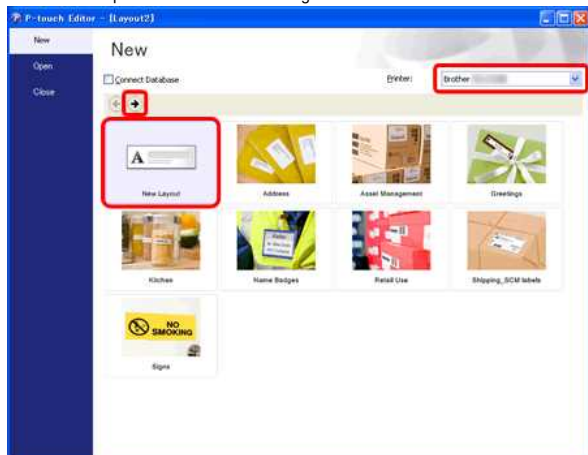 P-touch Editor - [Layout2]
New
Open
Close
New
Connect Database
Printer:
Brother
A
New Layout
Address
Asset Management
Greetings
Kitchen
Name Badges
Retail Use
Shipping_SCM labels
NO
SMOKING
Signs